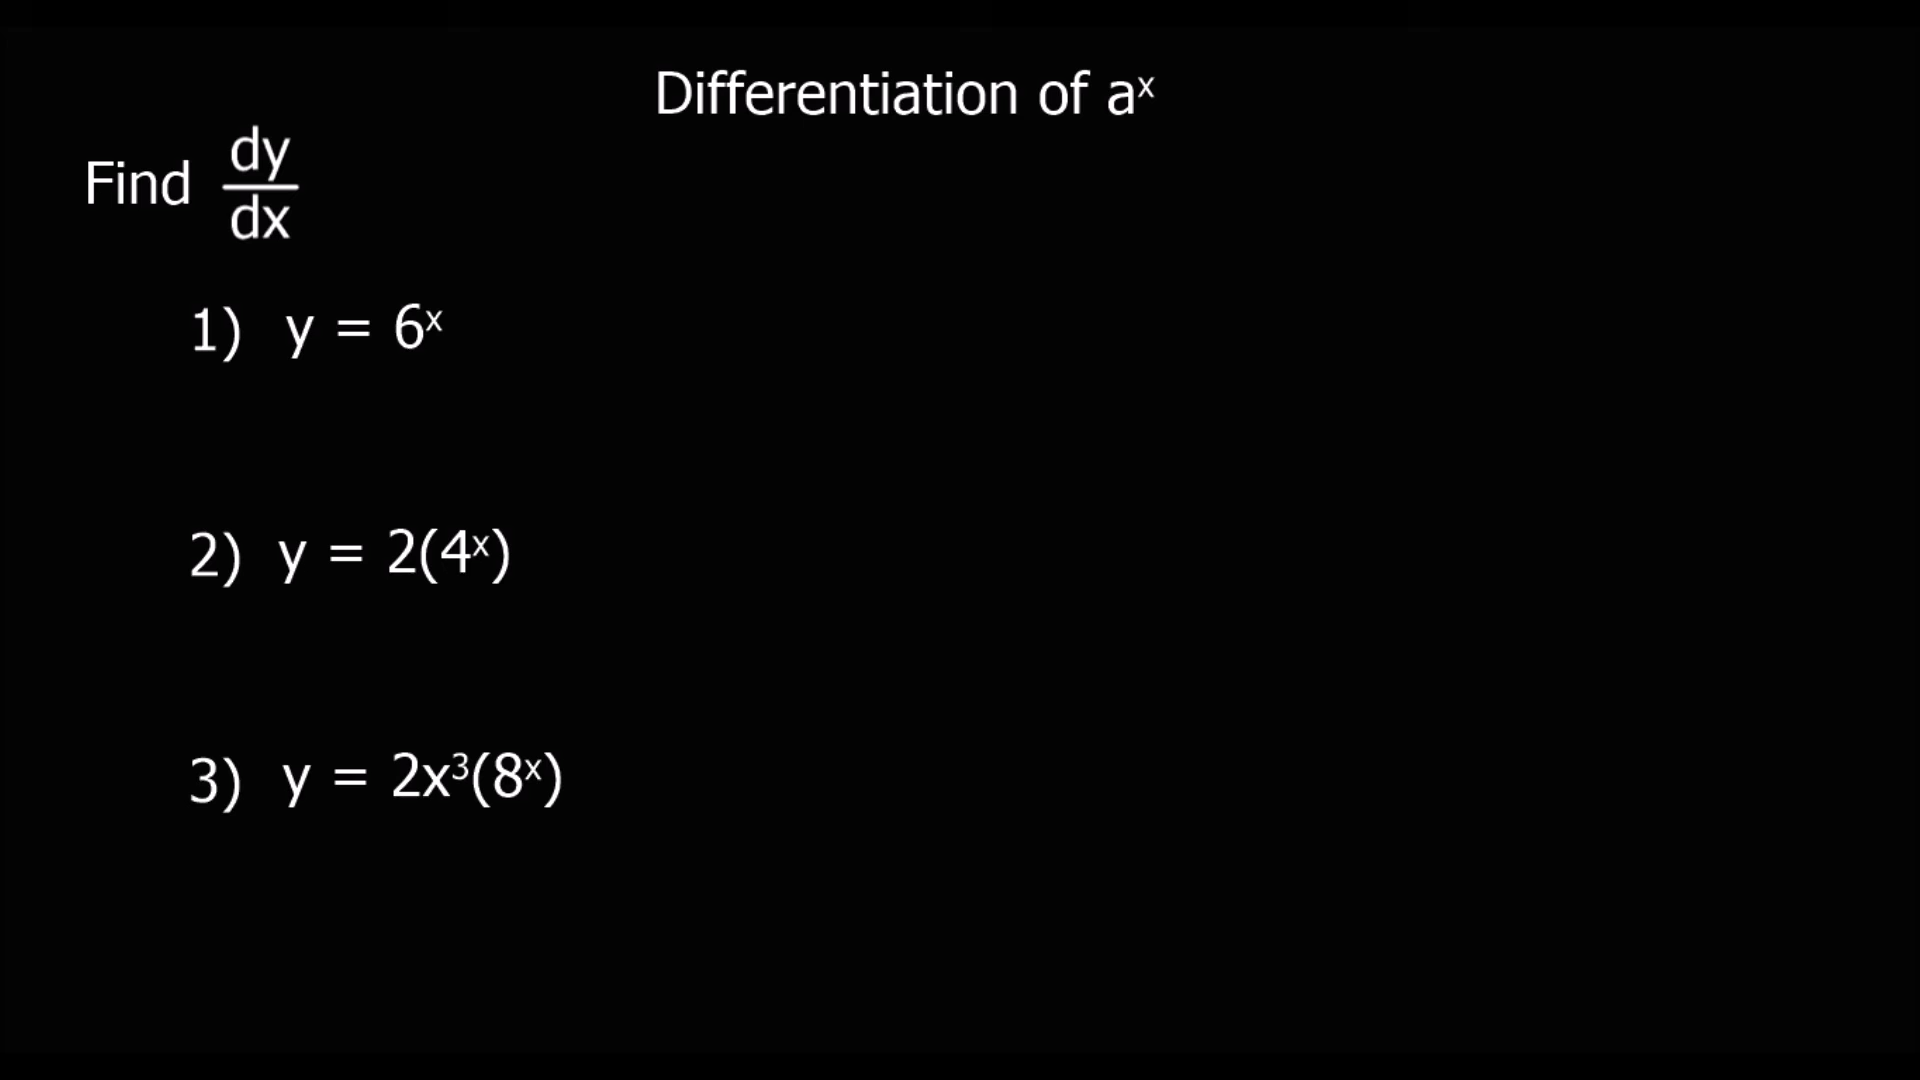 Differentiation of aˣ
Find dy/dx
1) y = 6ˣ
2) y = 2(4ˣ)
3) y = 2x³(8ˣ)